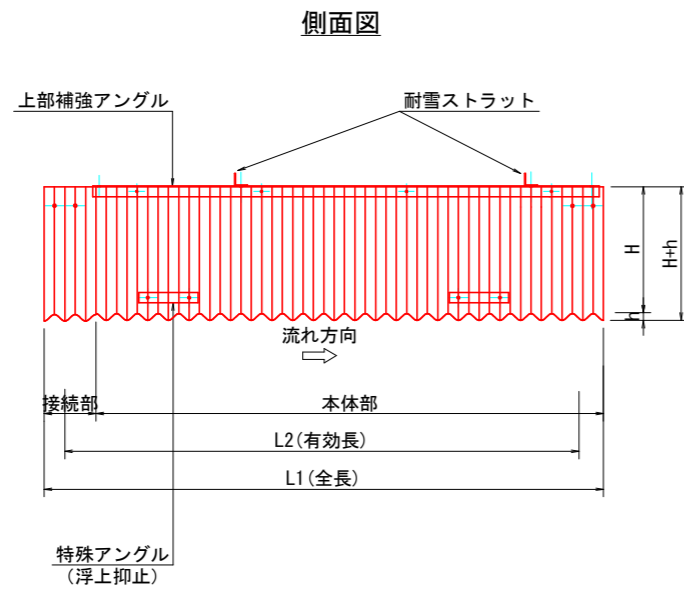 側面図
上部補強アングル
耐雪ストラット
H
H+h
h
流れ方向
接続部
本体部
L2(有効長)
L1(全長)
特殊アングル
(浮上抑止)